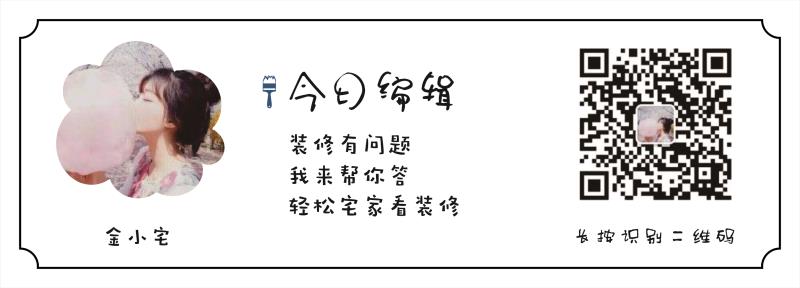 今日编辑
装修有问题
我来帮你答
轻松宅家看装修
金小宅
长按识别二维码